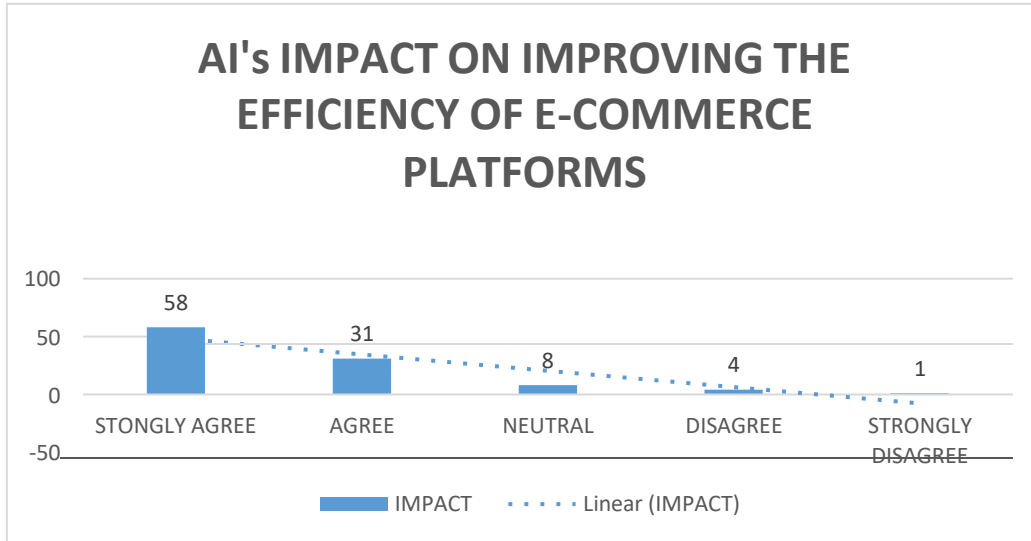 AI's IMPACT ON IMPROVING THE
EFFICIENCY OF E-COMMERCE
PLATFORMS
100
50
0
-50
58
31
8
4
1
STONGLY AGREE
AGREE
NEUTRAL
DISAGREE
STRONGLY
DISAGREE
IMPACT
Linear (IMPACT)